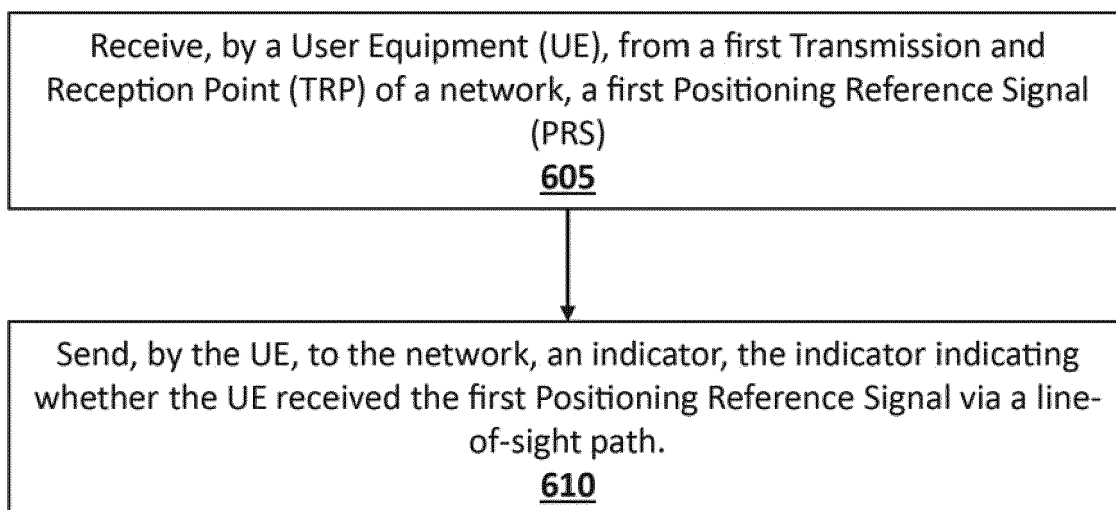 Receive, by a User Equipment (UE), from a first Transmission and
Reception Point (TRP) of a network, a first Positioning Reference Signal
(PRS)
605
Send, by the UE, to the network, an indicator, the indicator indicating
whether the UE received the first Positioning Reference Signal via a line-
of-sight path.
610